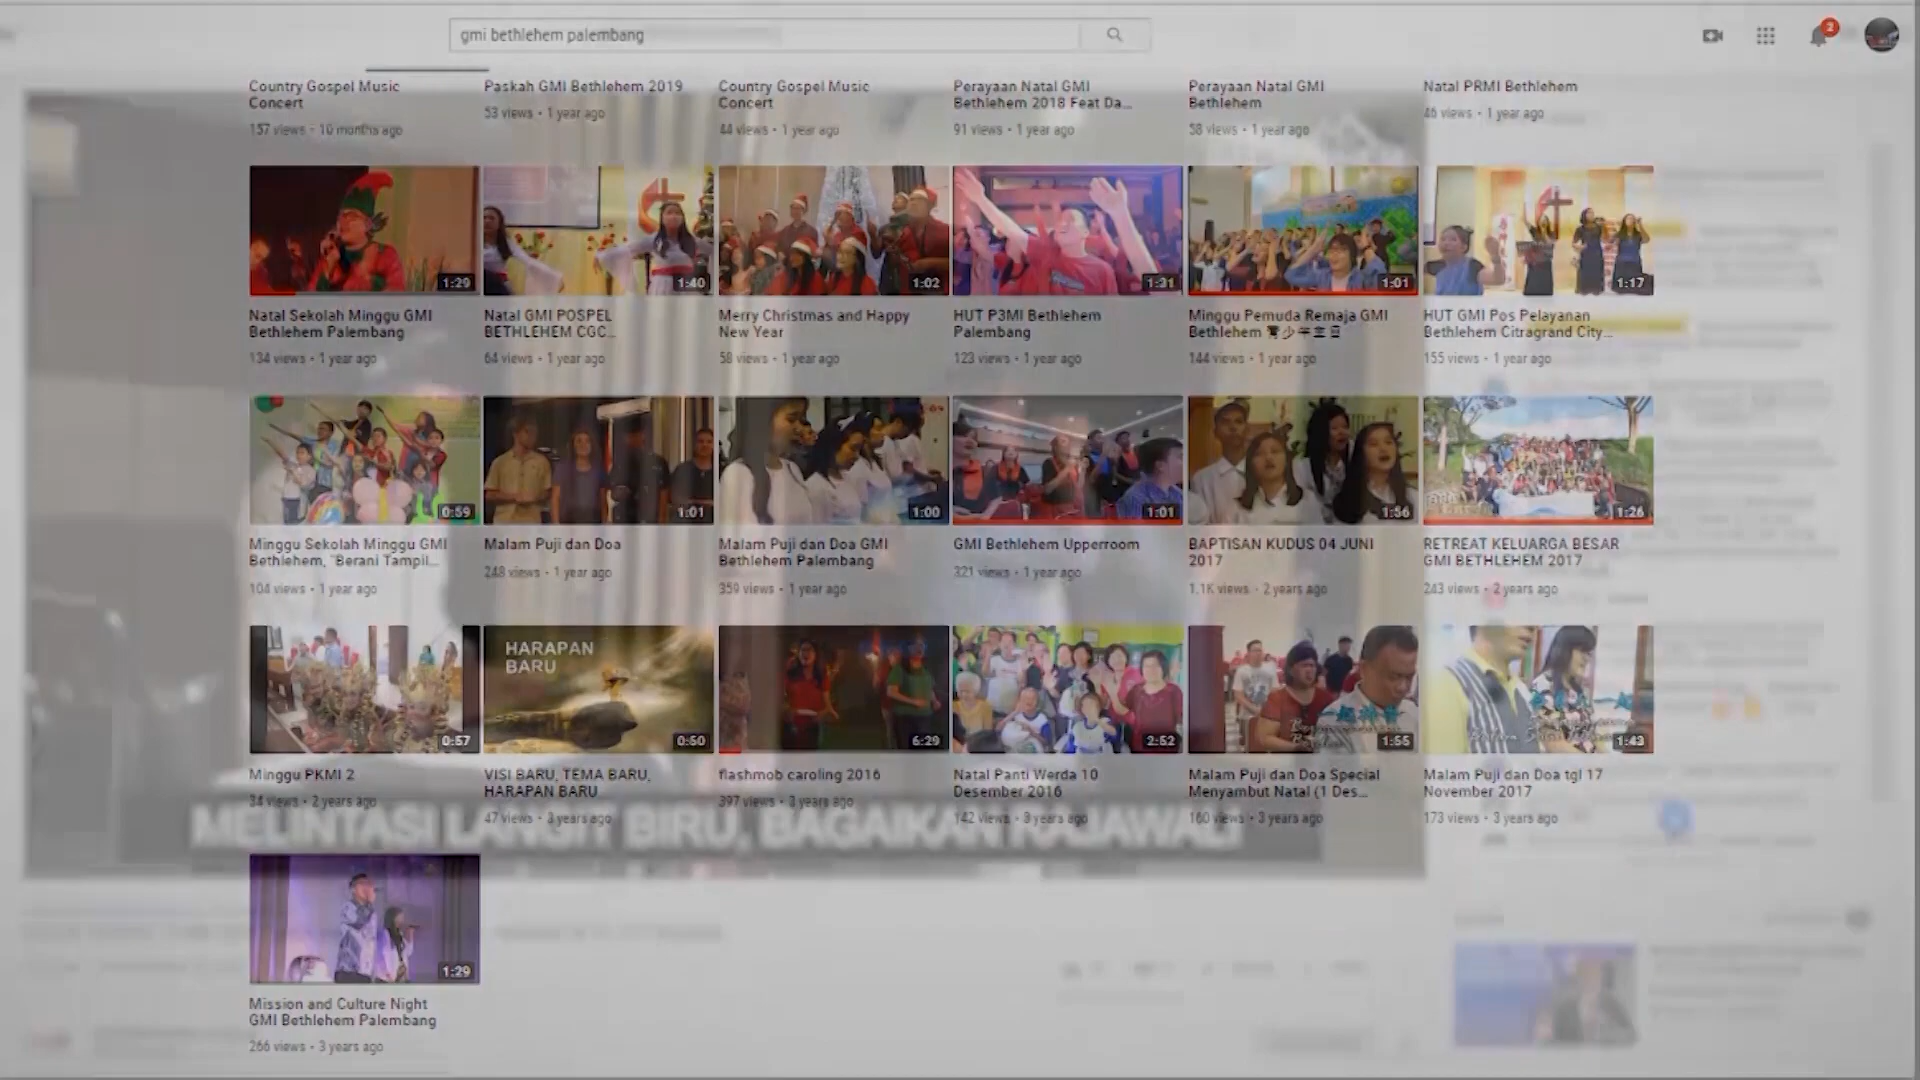 gmi bethlehem palembang
2
Country Gospel Music
Concert
157 views • 10 months ago
Paskah GMI Bethlehem 2019
53 views • 1 year ago
Country Gospel Music
Concert
44 views • 1 year ago
Perayaan Natal GMI
Bethlehem 2018 Feat Da...
91 views • 1 year ago
Perayaan Natal GMI
Bethlehem
58 views • 1 year ago
Natal PRMI Bethlehem
46 views • 1 year ago
1:29
1:40
1:02
1:31
1:01
1:17
Natal Sekolah Minggu GMI
Bethlehem Palembang
134 views • 1 year ago
Natal GMI POSPEL
BETHLEHEM CGC...
64 views • 1 year ago
Merry Christmas and Happy
New Year
58 views • 1 year ago
HUT P3MI Bethlehem
Palembang
123 views • 1 year ago
Minggu Pemuda Remaja GMI
Bethlehem 青少年主日
144 views • 1 year ago
HUT GMI Pos Pelayanan
Bethlehem Citragrand City...
155 views • 1 year ago
0:59
1:01
1:00
1:01
1:56
1:26
Minggu Sekolah Minggu GMI
Bethlehem, "Berani Tampil...
104 views • 1 year ago
Malam Puji dan Doa
248 views • 1 year ago
Malam Puji dan Doa GMI
Bethlehem Palembang
359 views • 1 year ago
GMI Bethlehem Upperroom
321 views • 1 year ago
BAPTISAN KUDUS 04 JUNI
2017
1.1K views • 2 years ago
RETREAT KELUARGA BESAR
GMI BETHLEHEM 2017
243 views • 2 years ago
HARAPAN
BARU
0:57
0:50
6:29
2:52
1:55
1:43
Minggu PKMI 2
34 views • 2 years ago
VISI BARU, TEMA BARU,
HARAPAN BARU
47 views • 3 years ago
flashmob caroling 2016
397 views • 3 years ago
Natal Panti Werda 10
Desember 2016
142 views • 3 years ago
Malam Puji dan Doa Special
Menyambut Natal (1 Des...
160 views • 3 years ago
Malam Puji dan Doa tgl 17
November 2017
173 views • 3 years ago
MELINTASI LANGIT BIRU, BAGAIKAN RAJAWALI
1:29
Mission and Culture Night
GMI Bethlehem Palembang
266 views • 3 years ago